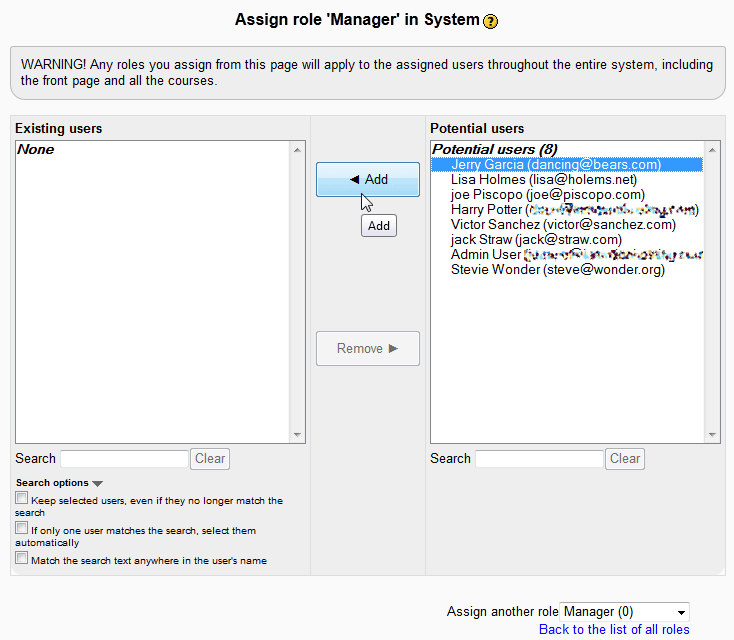 Assign role 'Manager' in System
WARNING! Any roles you assign from this page will apply to the assigned users throughout the entire system, including
the front page and all the courses.
Existing users
None
Search
Clear
Search options
Keep selected users, even if they no longer match the
search
If only one user matches the search, select them
automatically
Match the search text anywhere in the user's name
◄ Add
Add
Remove ►
Potential users
Potential users (8)
Jerry Garcia (dancing@bears.com)
Lisa Holmes (lisa@holems.net)
joe Piscopo (joe@piscopo.com)
Harry Potter (
Victor Sanchez (victor@sanchez.com)
jack Straw (jack@straw.com)
Admin User
Stevie Wonder (steve@wonder.org)
Search
Clear
Assign another role Manager (0)
Back to the list of all roles